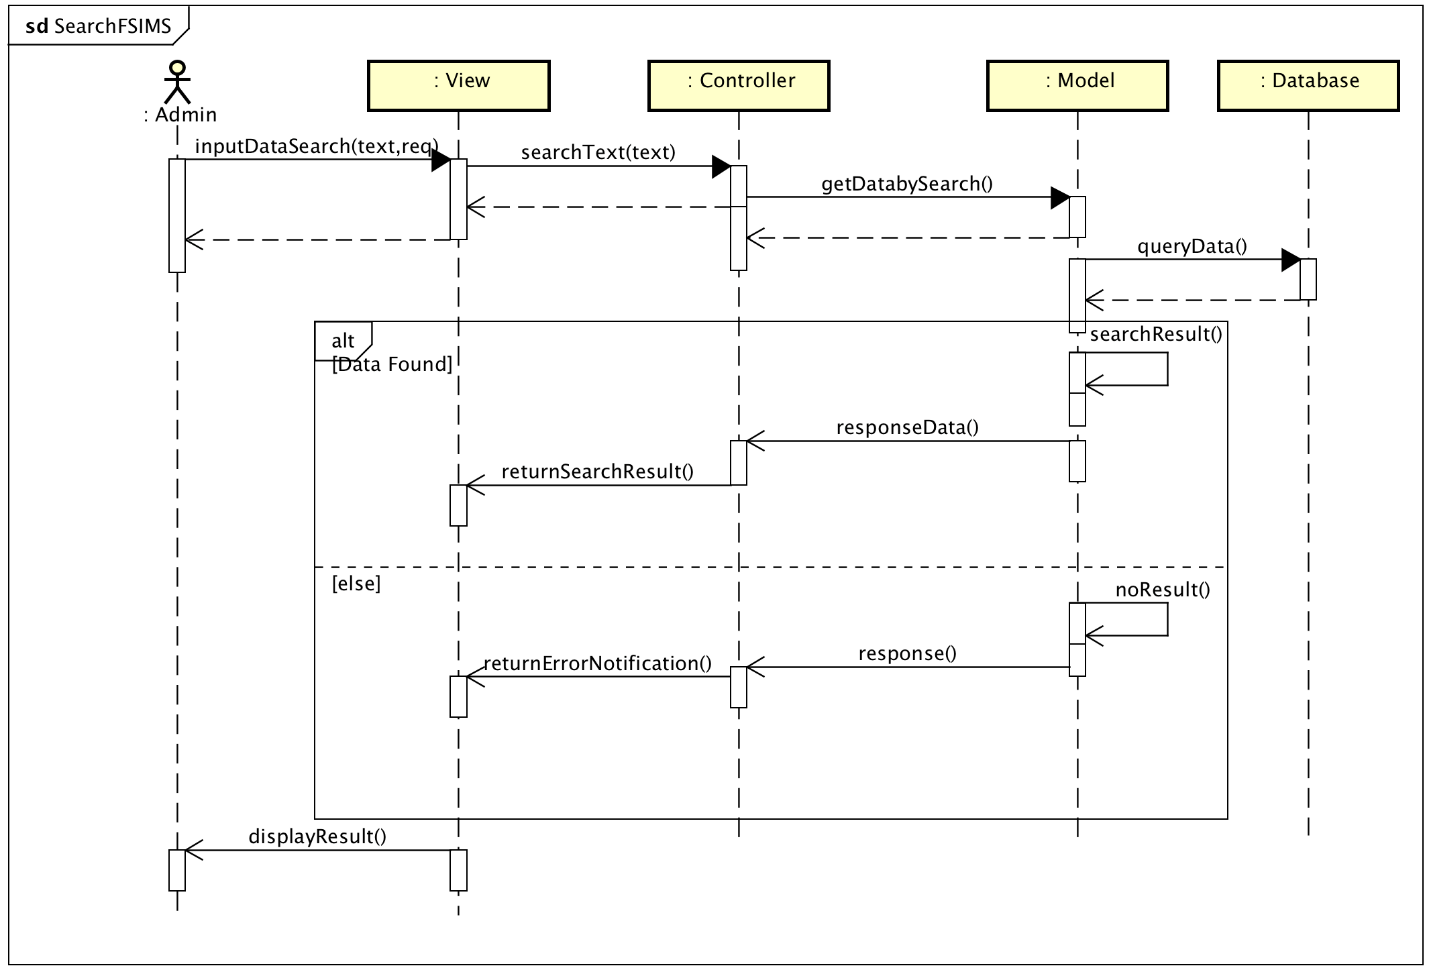 sd SearchFSIMS
: Admin
: View
: Controller
: Model
: Database
inputDataSearch(text,req)
searchText(text)
getDatabySearch()
queryData()
alt
[Data Found]
searchResult()
responseData()
returnSearchResult()
[else]
noResult()
response()
returnErrorNotification()
displayResult()